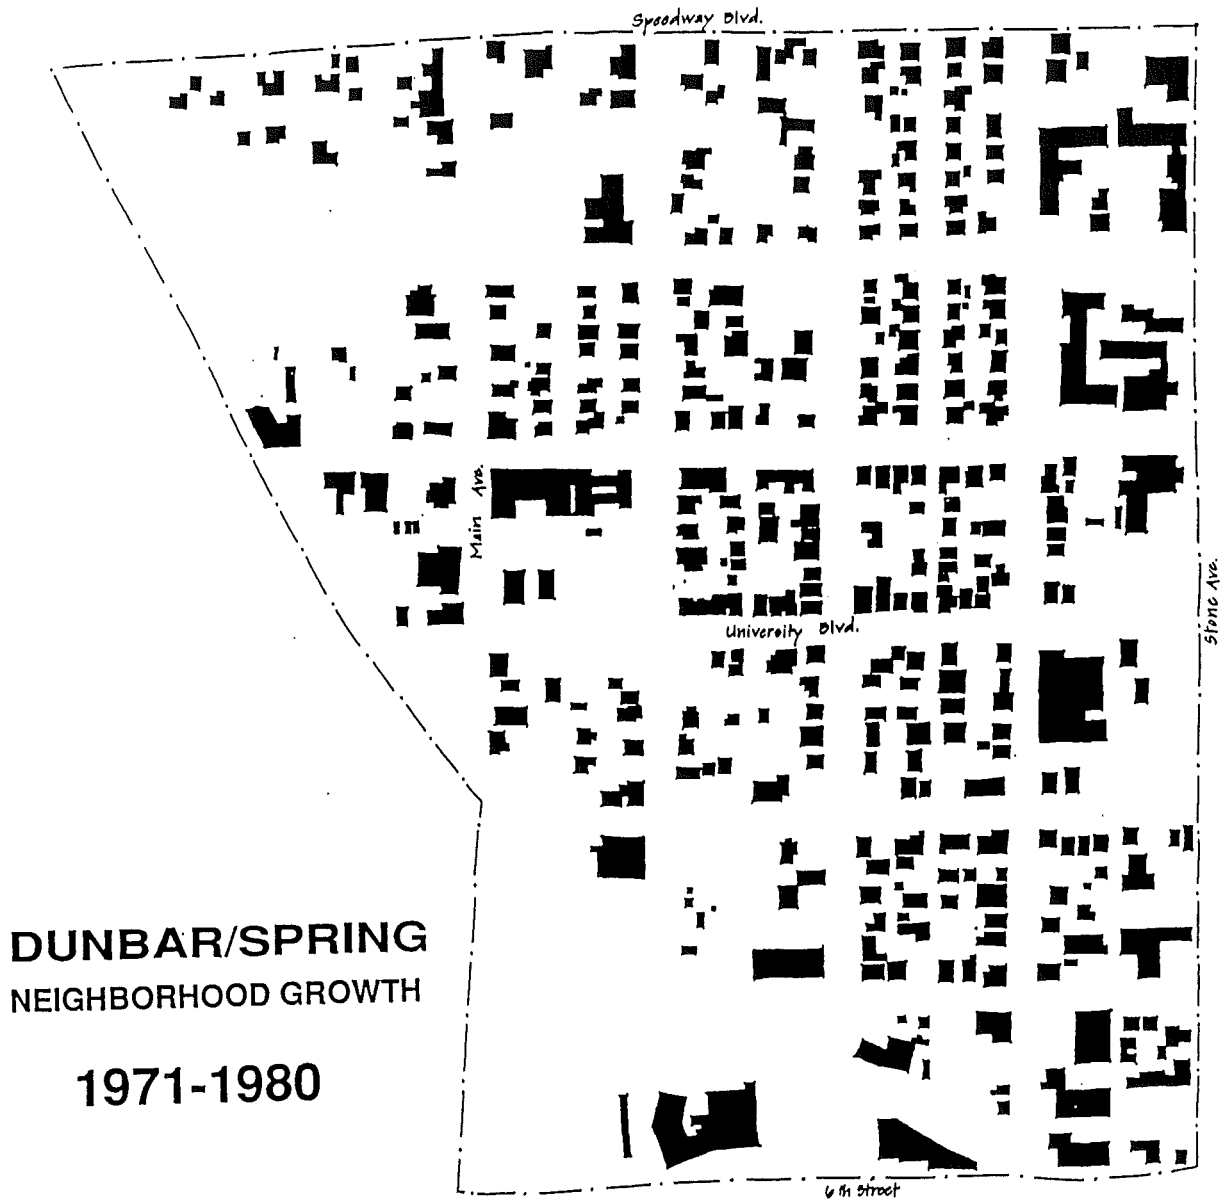 Speedway Blvd.
Main Ave.
University Blvd.
Stone Ave.
DUNBAR/SPRING
NEIGHBORHOOD GROWTH
1971-1980
6th Street